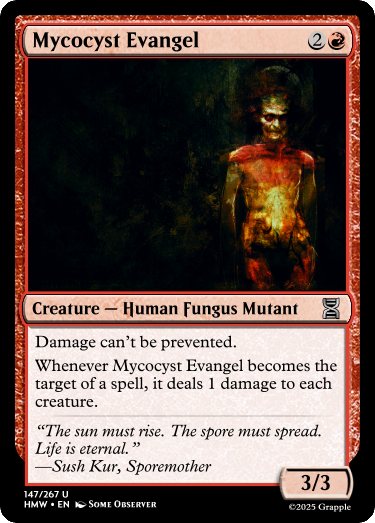 Mycocyst Evangel 2
Creature — Human Fungus Mutant
Damage can't be prevented.
Whenever Mycocyst Evangel becomes the
target of a spell, it deals 1 damage to each
creature.
“The sun must rise. The spore must spread.
Life is eternal.”
—Sush Kur, Sporemother
3/3
147/267 U
HMW • EN Some Observer
©2025 Grapple